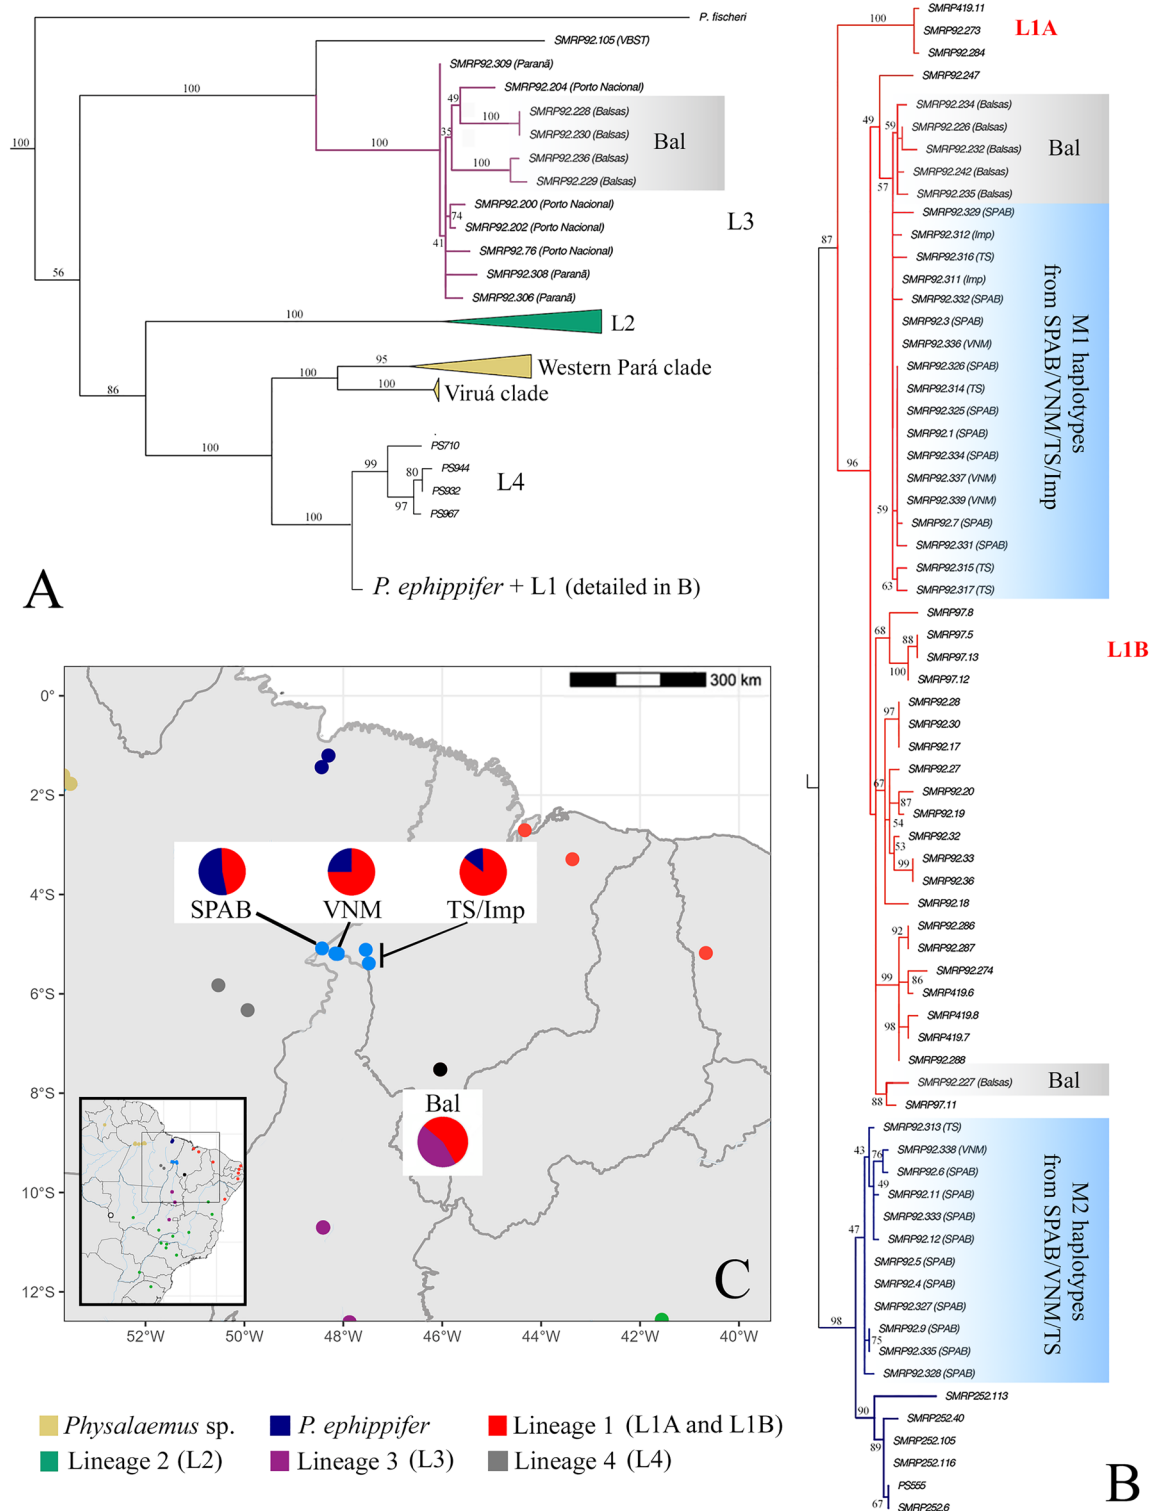 P. fischeri
100
SMRP92.105 (VBST)
100
SMRP92.309 (Paranã)
SMRP92.204 (Porto Nacional)
49
SMRP92.228 (Balsas)
100
SMRP92.230 (Balsas)
35
Bal
100
SMRP92.236 (Balsas)
100
SMRP92.229 (Balsas)
SMRP92.200 (Porto Nacional)
74
SMRP92.202 (Porto Nacional)
L3
41
SMRP92.76 (Porto Nacional)
SMRP92.308 (Paranã)
56
SMRP92.306 (Paranã)
100
L2
95
Western Pará clade
100
100
Viruá clade
86
100
PS710
99
80
PS944
L4
PS932
97
PS967
100
A
P. ephippifer + L1 (detailed in B)
SMRP419.11
100
SMRP92.273
L1A
SMRP92.284
SMRP92.247
SMRP92.234 (Balsas)
49
59
SMRP92.226 (Balsas)
SMRP92.232 (Balsas)
Bal
SMRP92.242 (Balsas)
57
SMRP92.235 (Balsas)
SMRP92.329 (SPAB)
SMRP92.312 (Imp)
87
SMRP92.316 (TS)
SMRP92.311 (Imp)
SMRP92.332 (SPAB)
SMRP92.3 (SPAB)
SMRP92.336 (VNM)
SMRP92.326 (SPAB)
SMRP92.314 (TS)
SMRP92.325 (SPAB)
SMRP92.1 (SPAB)
SMRP92.334 (SPAB)
96
SMRP92.337 (VNM)
SMRP92.339 (VNM)
59
SMRP92.7 (SPAB)
SMRP92.331 (SPAB)
SMRP92.315 (TS)
63
SMRP92.317 (TS)
M1 haplotypes
from SPAB/VNM/TS/Imp
SMRP97.8
68
88
SMRP97.5
L1B
SMRP97.13
100
SMRP97.12
SMRP92.28
97
SMRP92.30
SMRP92.17
SMRP92.27
67
SMRP92.20
87
SMRP92.19
54
SMRP92.32
53
SMRP92.33
99
SMRP92.36
SMRP92.18
SMRP92.286
92
SMRP92.287
SMRP92.274
99
86
SMRP419.6
SMRP419.8
98
SMRP419.7
SMRP92.288
SMRP92.227 (Balsas)
Bal
88
SMRP97.11
SMRP92.313 (TS)
43
76
SMRP92.338 (VNM)
SMRP92.6 (SPAB)
49
SMRP92.11 (SPAB)
SMRP92.333 (SPAB)
47
SMRP92.12 (SPAB)
SMRP92.5 (SPAB)
SMRP92.4 (SPAB)
SMRP92.327 (SPAB)
98
SMRP92.9 (SPAB)
75
SMRP92.335 (SPAB)
SMRP92.328 (SPAB)
M2 haplotypes
from SPAB/VNM/TS
SMRP252.113
90
SMRP252.40
SMRP252.105
89
SMRP252.116
PS555
67
SMRP252.6
B
300 km
0°
2°S
4°S
6°S
8°S
10°S
12°S
SPAB
VNM
TS/Imp
Bal
C
52°W
50°W
48°W
46°W
44°W
42°W
40°W
Physalaemus sp.
P. ephippifer
Lineage 1 (L1A and L1B)
Lineage 2 (L2)
Lineage 3 (L3)
Lineage 4 (L4)